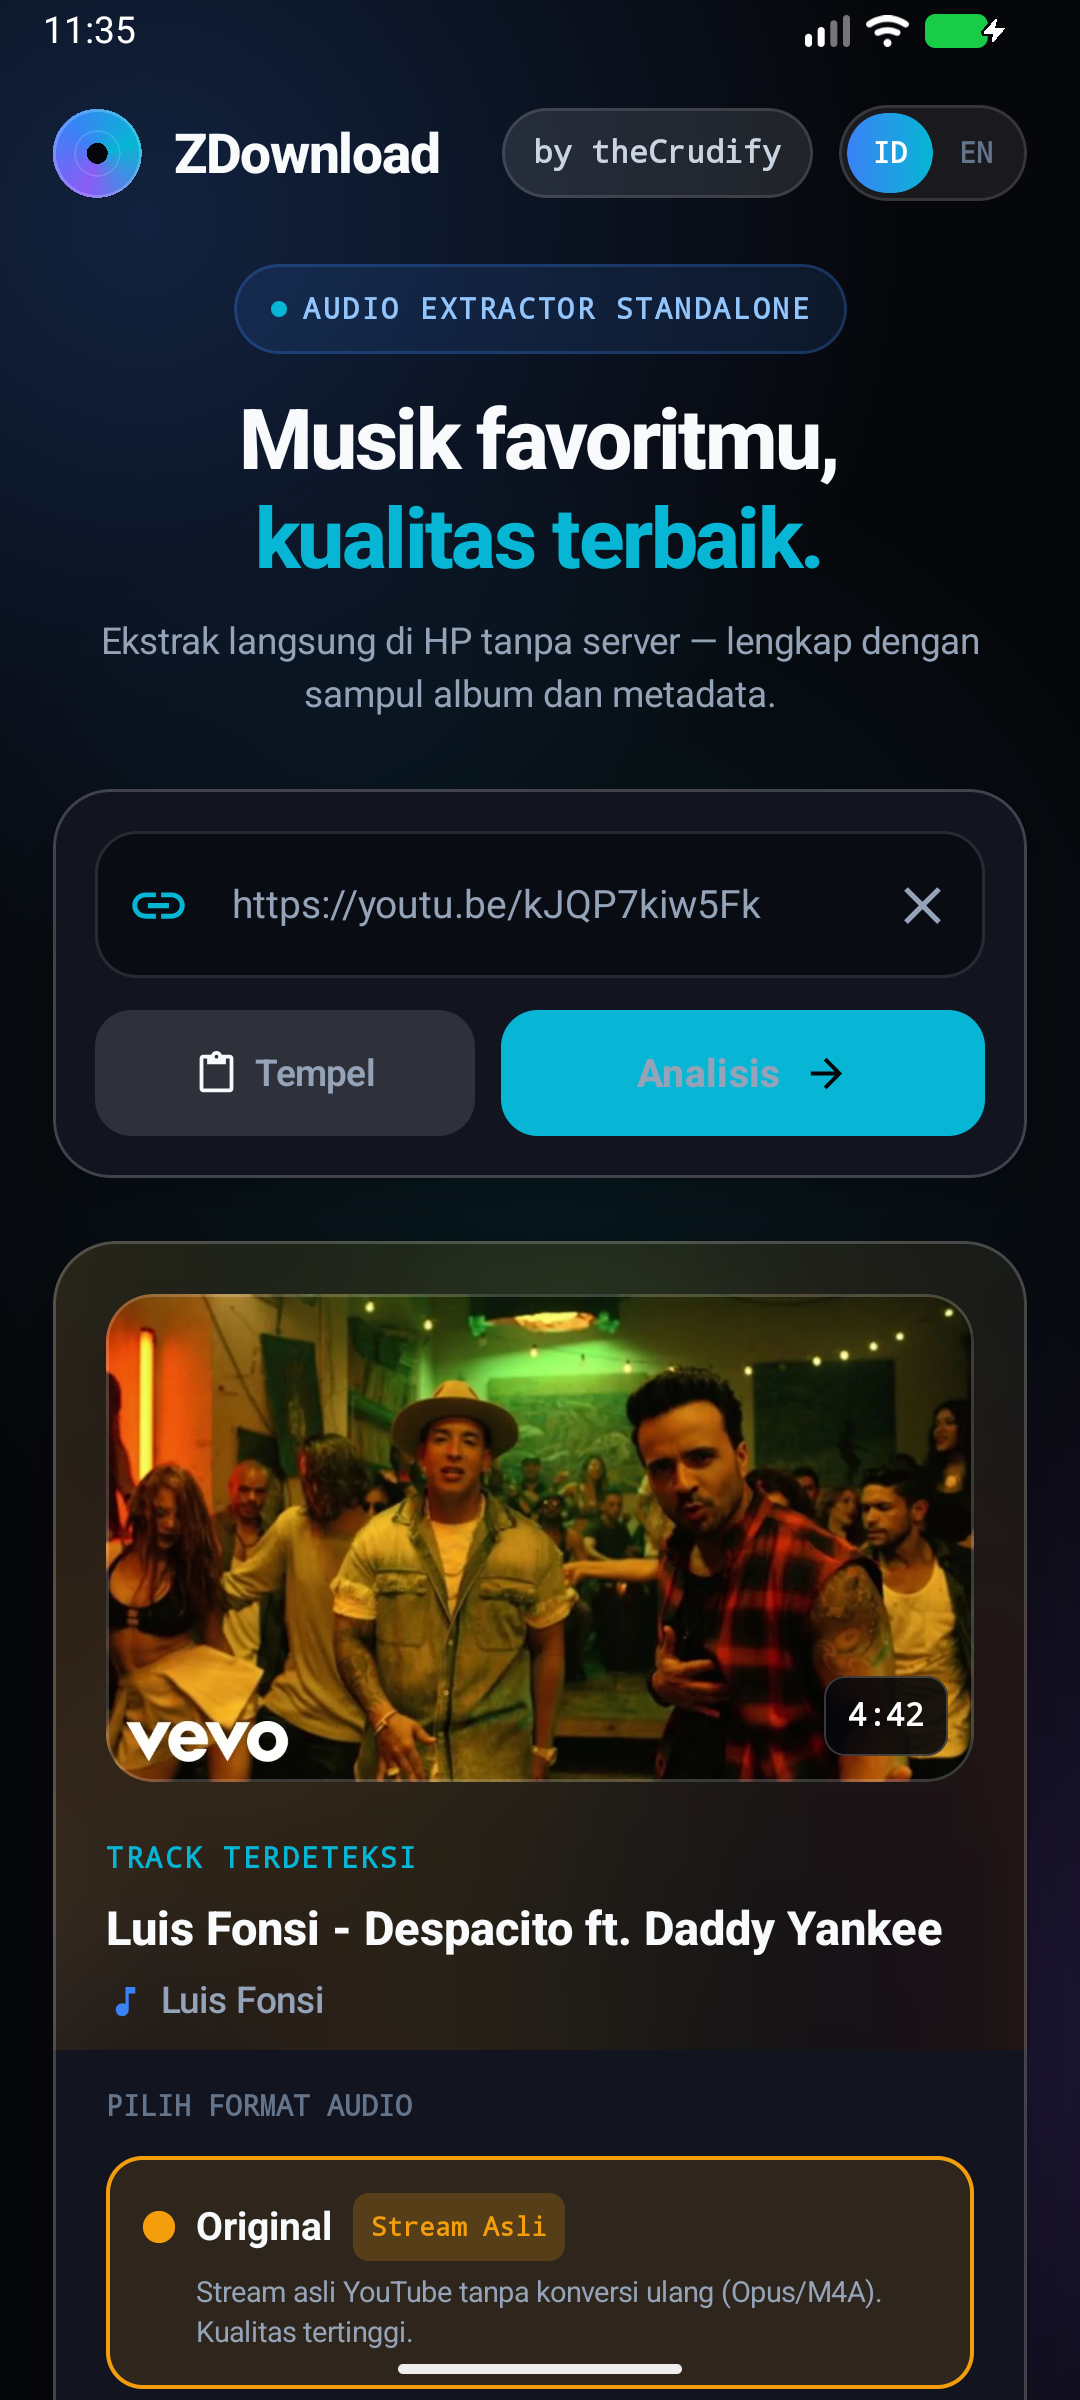 11:35
ZDownload
by theCrudify
ID
EN
AUDIO EXTRACTOR STANDALONE
Musik favoritmu,
kualitas terbaik.
Ekstrak langsung di HP tanpa server — lengkap dengan
sampul album dan metadata.
https://youtu.be/kJQP7kiw5Fk
Tempel
Analisis
vevo
4:42
TRACK TERDETEKSI
Luis Fonsi - Despacito ft. Daddy Yankee
Luis Fonsi
PILIH FORMAT AUDIO
Original
Stream Asli
Stream asli YouTube tanpa konversi ulang (Opus/M4A).
Kualitas tertinggi.